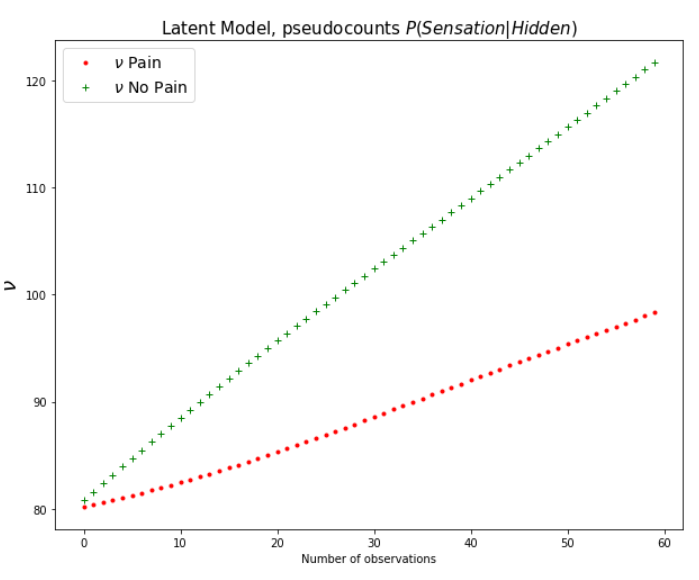 Latent Model, pseudocounts P(Sensation|Hidden)
ν Pain
ν No Pain
120
110
100
90
80
ν
0 10 20 30 40 50 60
Number of observations